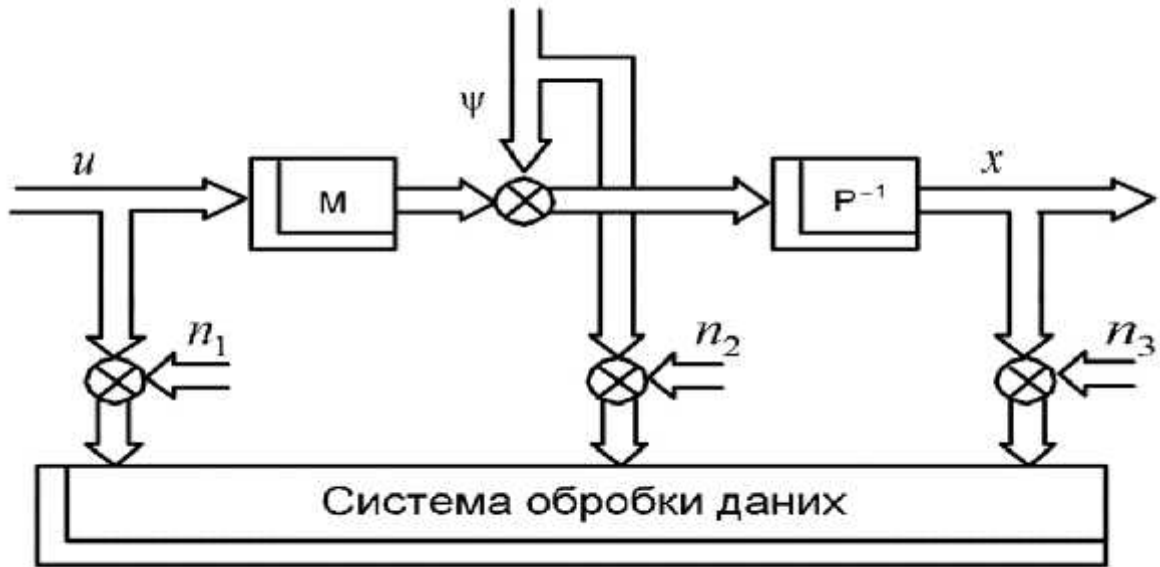 ψ
u
M
P⁻¹
x
n₁
n₂
n₃
Система обробки даних